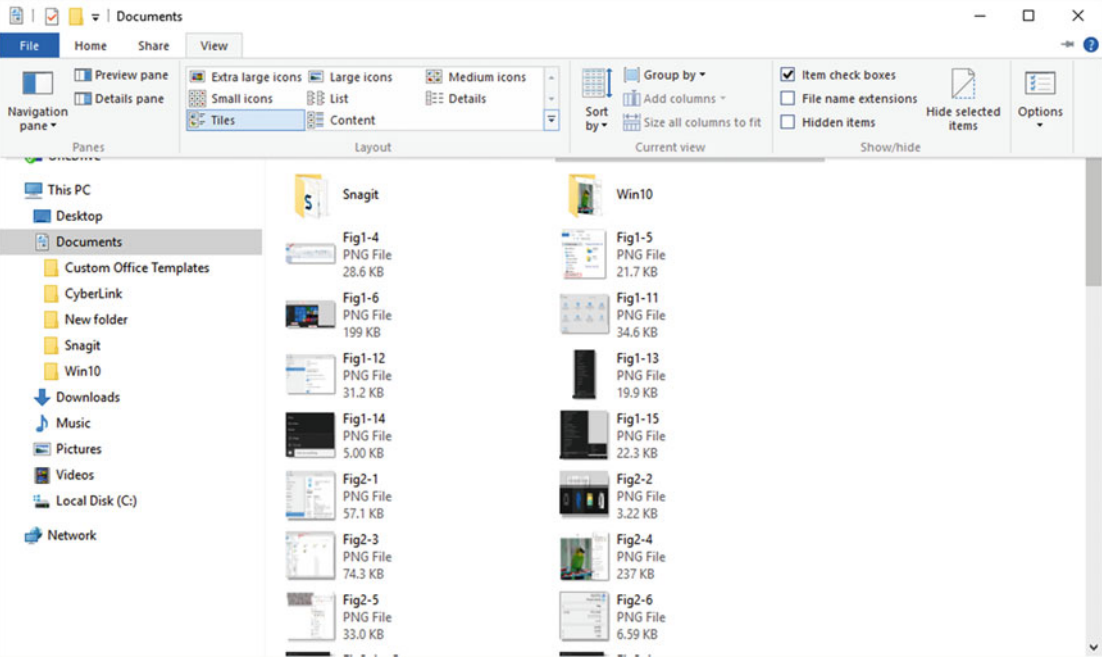 Documents
File Home Share View
Navigation pane
Preview pane
Details pane
Panes
Extra large icons Large icons Medium icons
Small icons List Details
Tiles Content
Layout
Sort by
Group by
Add columns
Size all columns to fit
Current view
Item check boxes
File name extensions
Hidden items
Hide selected items
Show/hide
Options
OneDrive
This PC
Desktop
Documents
Custom Office Templates
CyberLink
New folder
Snagit
Win10
Downloads
Music
Pictures
Videos
Local Disk (C:)
Network
Snagit
Win10
Fig1-4
PNG File
28.6 KB
Fig1-5
PNG File
21.7 KB
Fig1-6
PNG File
199 KB
Fig1-11
PNG File
34.6 KB
Fig1-12
PNG File
31.2 KB
Fig1-13
PNG File
19.9 KB
Fig1-14
PNG File
5.00 KB
Fig1-15
PNG File
22.3 KB
Fig2-1
PNG File
57.1 KB
Fig2-2
PNG File
3.22 KB
Fig2-3
PNG File
74.3 KB
Fig2-4
PNG File
237 KB
Fig2-5
PNG File
33.0 KB
Fig2-6
PNG File
6.59 KB